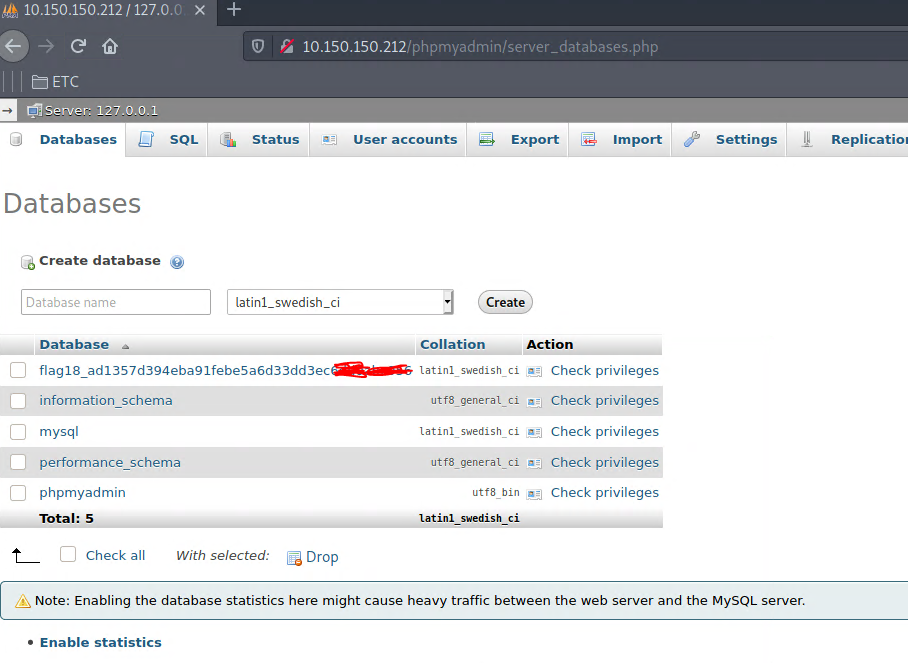 10.150.150.212 / 127.0.0.
10.150.150.212/phpmyadmin/server_databases.php
ETC
Server: 127.0.0.1
Databases SQL Status User accounts Export Import Settings Replication
Databases
Create database
Database name latin1_swedish_ci Create
Database Collation Action
flag18_ad1357d394eba91febe5a6d33dd3ec latin1_swedish_ci Check privileges
information_schema utf8_general_ci Check privileges
mysql latin1_swedish_ci Check privileges
performance_schema utf8_general_ci Check privileges
phpmyadmin utf8_bin Check privileges
Total: 5 latin1_swedish_ci
Check all With selected: Drop
Note: Enabling the database statistics here might cause heavy traffic between the web server and the MySQL server.
• Enable statistics